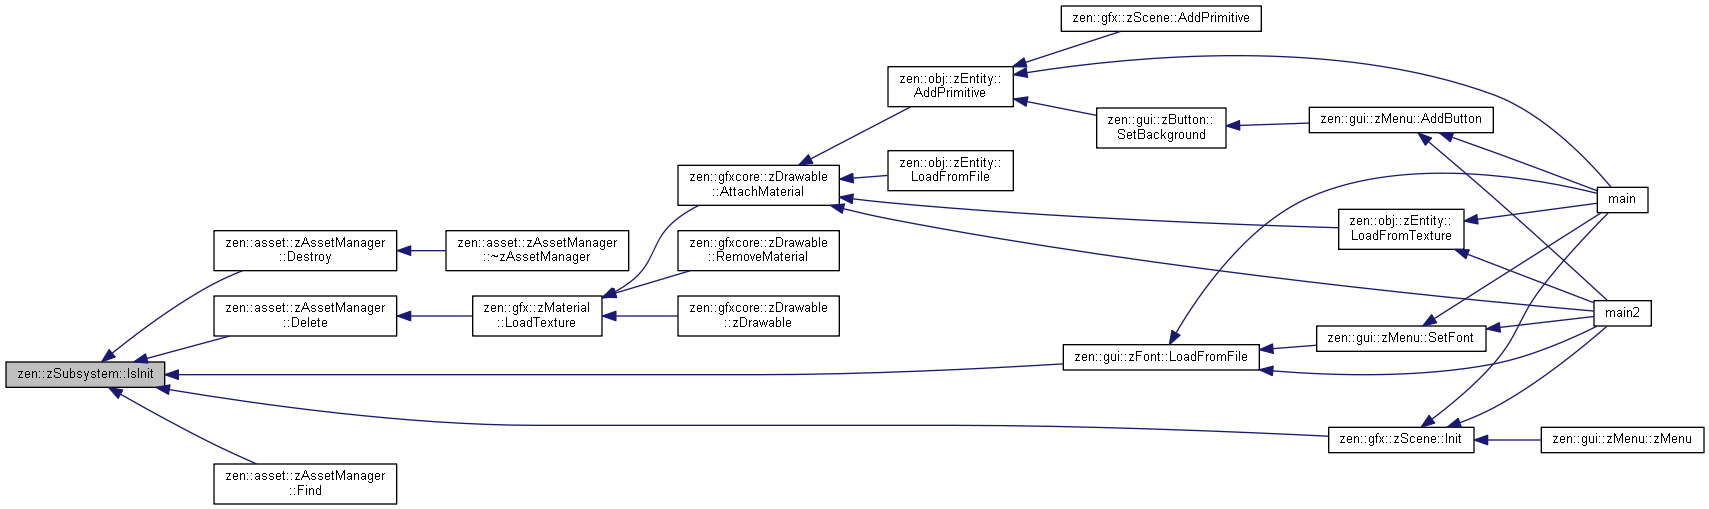 zen::gfx::zScene::AddPrimitive
zen::obj::zEntity::
AddPrimitive
zen::gui::zButton::
SetBackground
zen::gui::zMenu::AddButton
zen::obj::zEntity::
LoadFromFile
zen::gfxcore::zDrawable
::AttachMaterial
main
zen::obj::zEntity::
LoadFromTexture
zen::asset::zAssetManager
::Destroy
zen::asset::zAssetManager
::~zAssetManager
zen::gfxcore::zDrawable
::RemoveMaterial
zen::asset::zAssetManager
::Delete
zen::gfx::zMaterial
::LoadTexture
zen::gfxcore::zDrawable
::zDrawable
main2
zen::gui::zMenu::SetFont
zen::gui::zFont::LoadFromFile
zen::zSubsystem::IsInit
zen::gfx::zScene::Init
zen::gui::zMenu::zMenu
zen::asset::zAssetManager
::Find